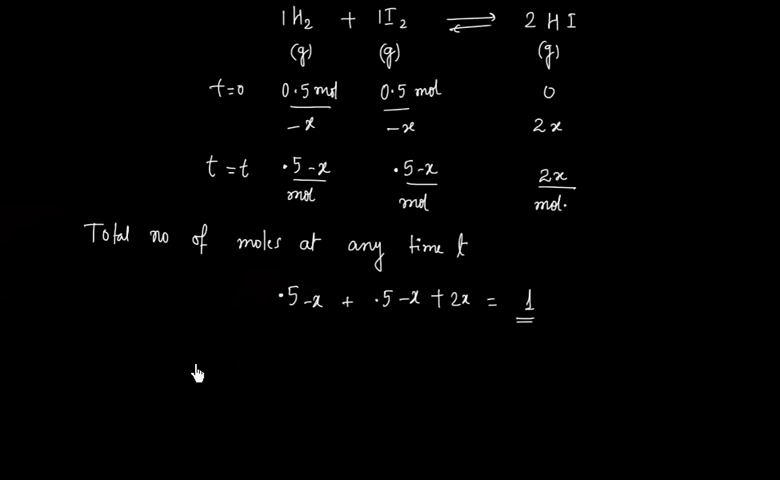 1H₂ + 1I₂ ⇌ 2HI
(g) (g) (g)
t=0 0.5 mol 0.5 mol 0
-x -x 2x
t=t .5-x .5-x 2x
mol mol mol.
Total no of moles at any time t
.5-x + .5-x + 2x = 1